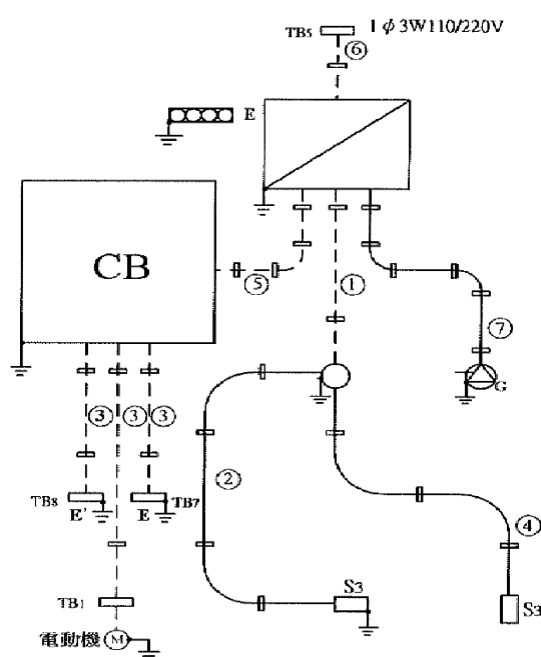 TB5
1ϕ3W110/220V
⑥
E
CB
⑤
①
⑦
G
③
③
③
②
④
TB8
E'
E
TB7
S3
S3
TB1
電動機
M